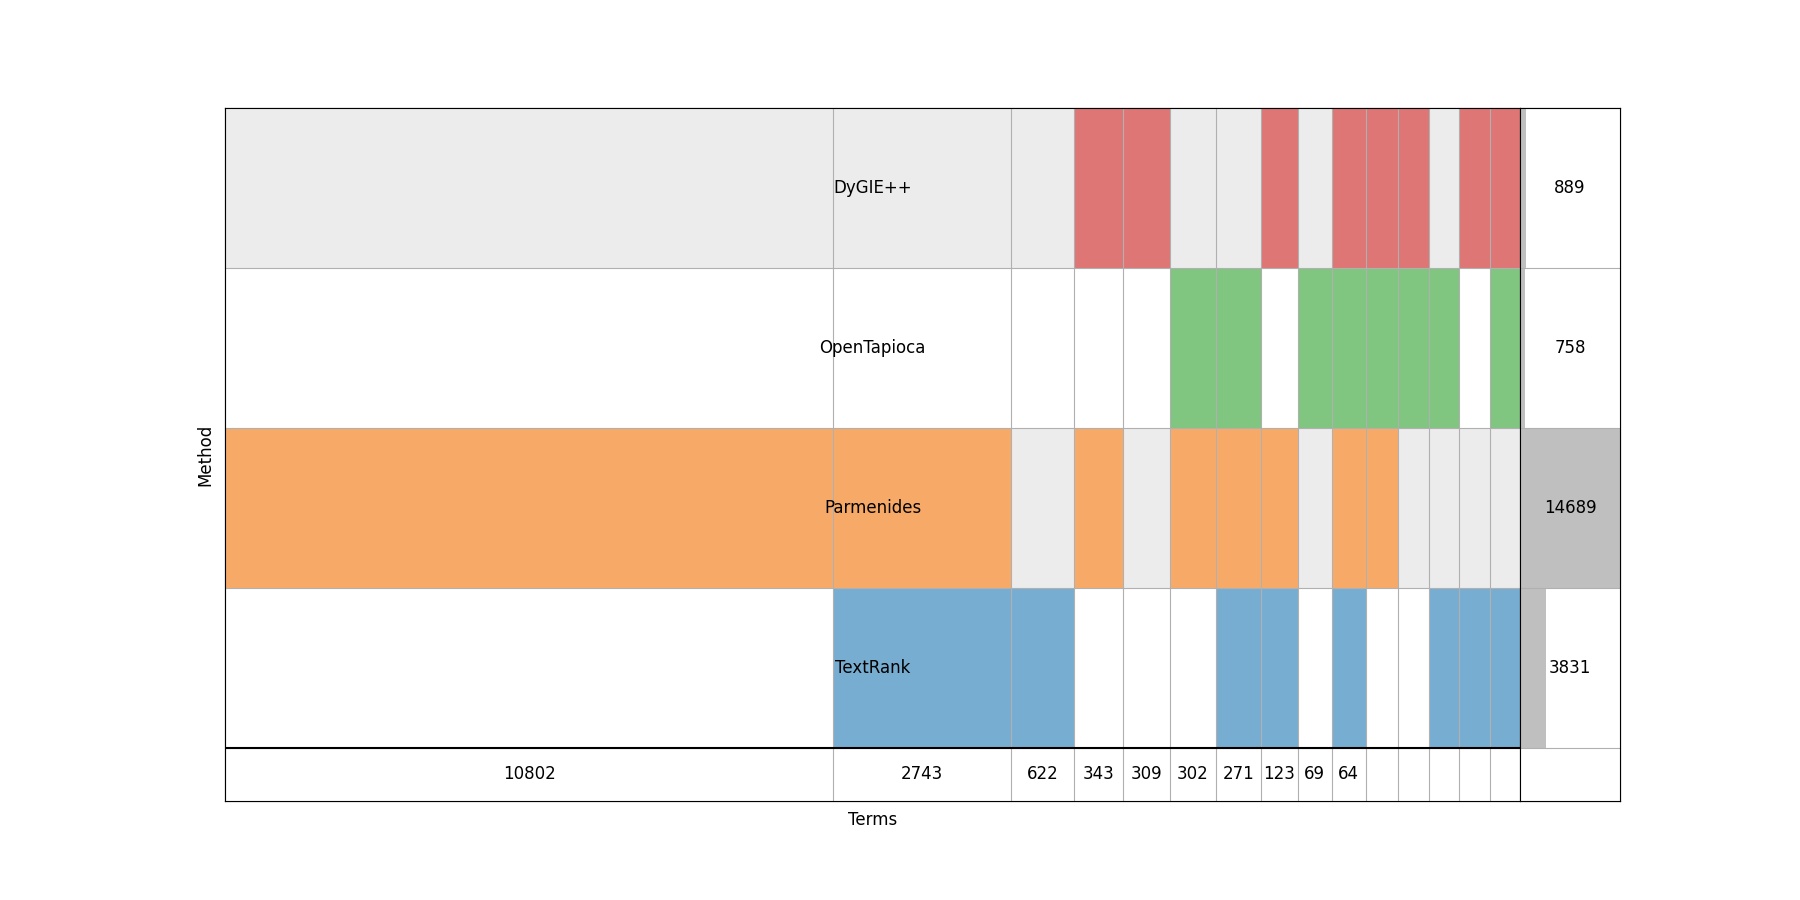 DyGIE++
889
OpenTapioca
758
Method
Parmenides
14689
TextRank
3831
10802 2743 622 343 309 302 271 123 69 64
Terms